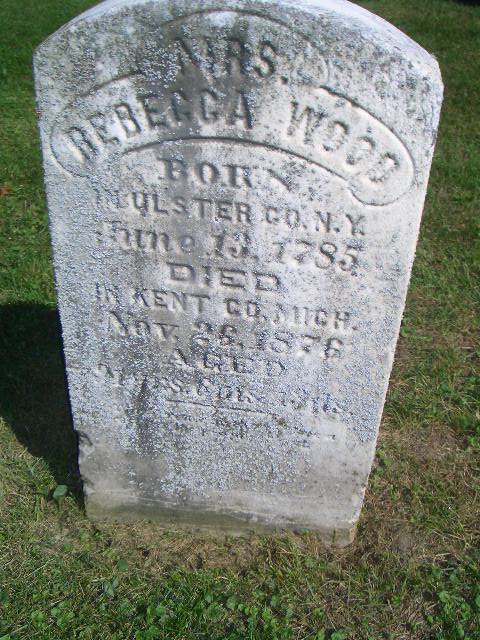 MRS.
REBECCA WOOD
BORN
IN ULSTER CO. N.Y.
June 13, 1785
DIED
IN KENT CO. MICH.
Nov. 26, 1876
AGED